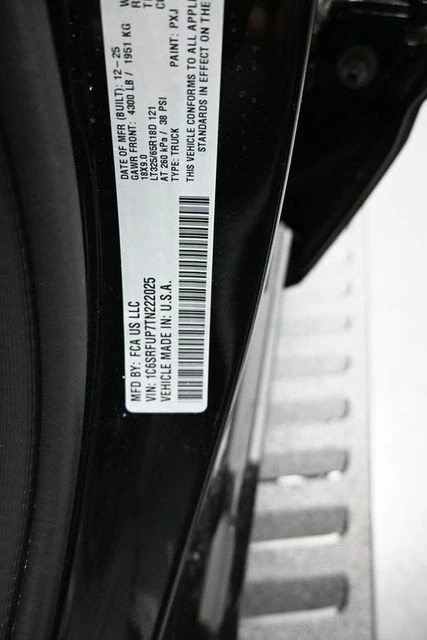 MFD BY: FCA US LLC
VIN: 1C6SRFUP7TN222025
VEHICLE MADE IN: U.S.A.
DATE OF MFR (BUILT): 12-25
GAWR FRONT: 4300 LB / 1951 KG
18X9.0
LT325/65R18D 121
AT 260 kPa / 38 PSI
TYPE: TRUCK
PAINT: PXJ
THIS VEHICLE CONFORMS TO ALL
STANDARDS IN EFFECT ON THE